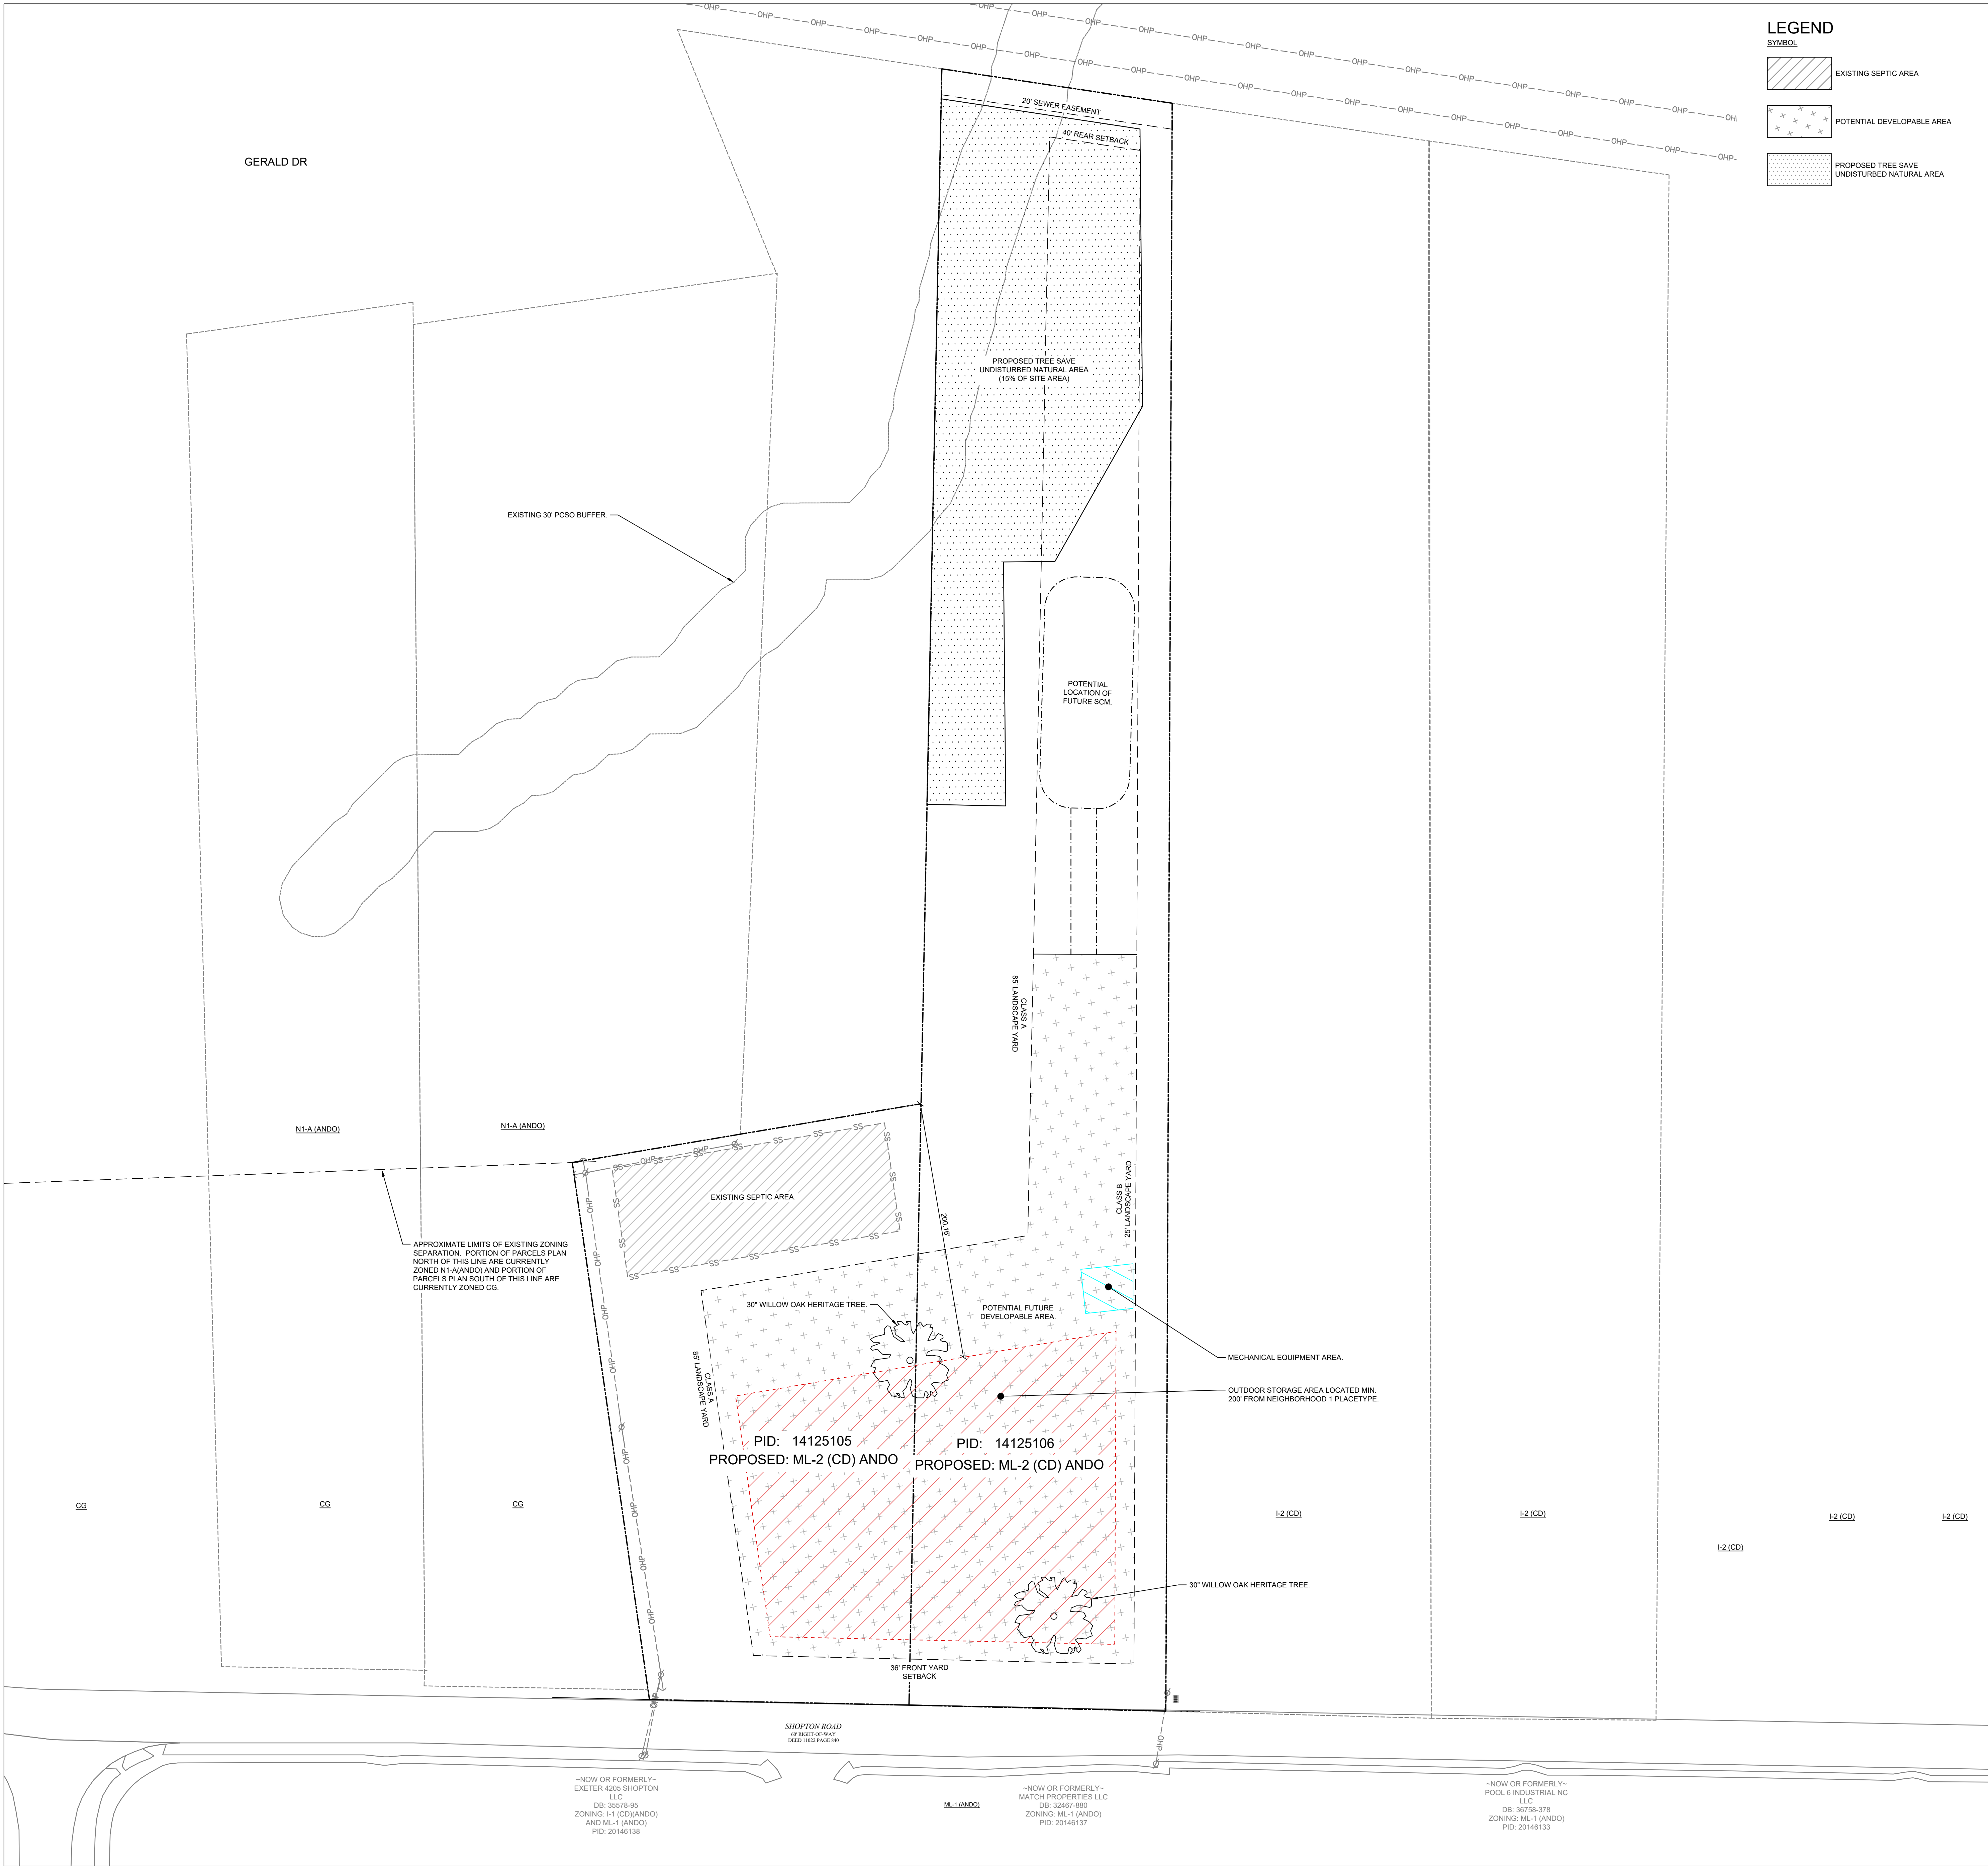 LEGEND
SYMBOL
EXISTING SEPTIC AREA
POTENTIAL DEVELOPABLE AREA
PROPOSED TREE SAVE
UNDISTURBED NATURAL AREA
GERALD DR
20' SEWER EASEMENT
40' REAR SETBACK
PROPOSED TREE SAVE
UNDISTURBED NATURAL AREA
(15% OF SITE AREA)
EXISTING 30' PCSO BUFFER.
POTENTIAL
LOCATION OF
FUTURE SCM.
CLASS A
85' LANDSCAPE YARD
N1-A (ANDO)
N1-A (ANDO)
EXISTING SEPTIC AREA.
CLASS B
25' LANDSCAPE YARD
200.16'
APPROXIMATE LIMITS OF EXISTING ZONING
SEPARATION.  PORTION OF PARCELS PLAN
NORTH OF THIS LINE ARE CURRENTLY
ZONED N1-A(ANDO) AND PORTION OF
PARCELS PLAN SOUTH OF THIS LINE ARE
CURRENTLY ZONED CG.
30" WILLOW OAK HERITAGE TREE.
POTENTIAL FUTURE
DEVELOPABLE AREA.
MECHANICAL EQUIPMENT AREA.
CLASS A
85' LANDSCAPE YARD
OUTDOOR STORAGE AREA LOCATED MIN.
200' FROM NEIGHBORHOOD 1 PLACETYPE.
PID:   14125105
PROPOSED: ML-2 (CD) ANDO
PID:   14125106
PROPOSED: ML-2 (CD) ANDO
CG
CG
CG
I-2 (CD)
I-2 (CD)
I-2 (CD)
I-2 (CD)
I-2 (CD)
30" WILLOW OAK HERITAGE TREE.
36' FRONT YARD
SETBACK
SHOPTON ROAD
60' RIGHT-OF-WAY
DEED 11022 PAGE 840
~NOW OR FORMERLY~
EXETER 4205 SHOPTON
LLC
DB: 35578-95
ZONING: I-1 (CD)(ANDO)
AND ML-1 (ANDO)
PID: 20146138
ML-1 (ANDO)
~NOW OR FORMERLY~
MATCH PROPERTIES LLC
DB: 32467-880
ZONING: ML-1 (ANDO)
PID: 20146137
~NOW OR FORMERLY~
POOL 6 INDUSTRIAL NC
LLC
DB: 36758-378
ZONING: ML-1 (ANDO)
PID: 20146133